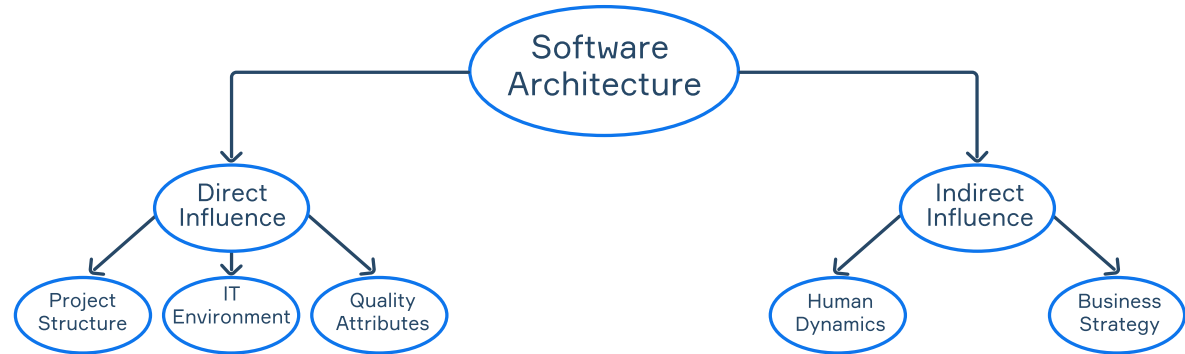 Software
Architecture
Direct
Influence
Indirect
Influence
Project
Structure
IT
Environment
Quality
Attributes
Human
Dynamics
Business
Strategy